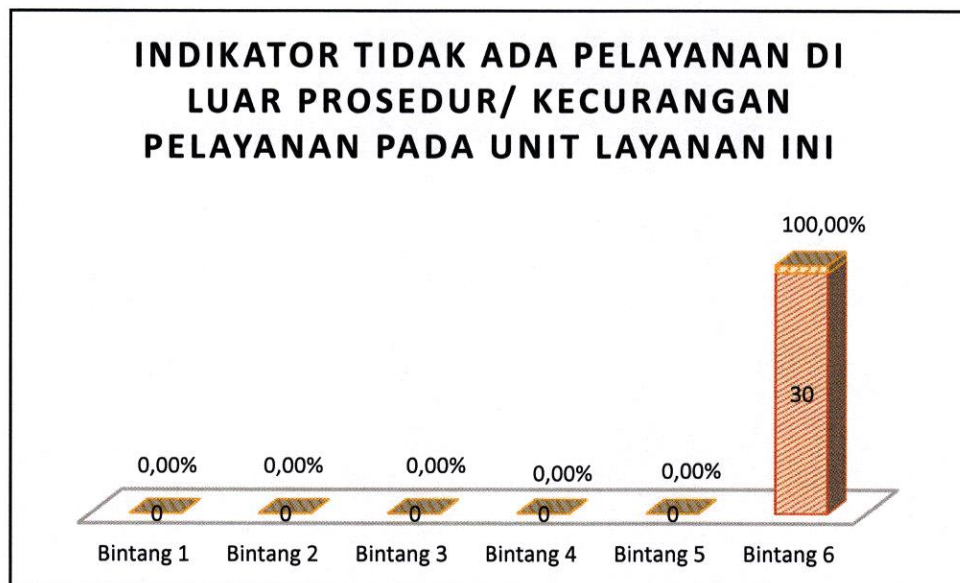 INDIKATOR TIDAK ADA PELAYANAN DI
LUAR PROSEDUR/ KECURANGAN
PELAYANAN PADA UNIT LAYANAN INI
100,00%
30
0,00% 0,00% 0,00% 0,00% 0,00%
0 0 0 0 0
Bintang 1 Bintang 2 Bintang 3 Bintang 4 Bintang 5 Bintang 6